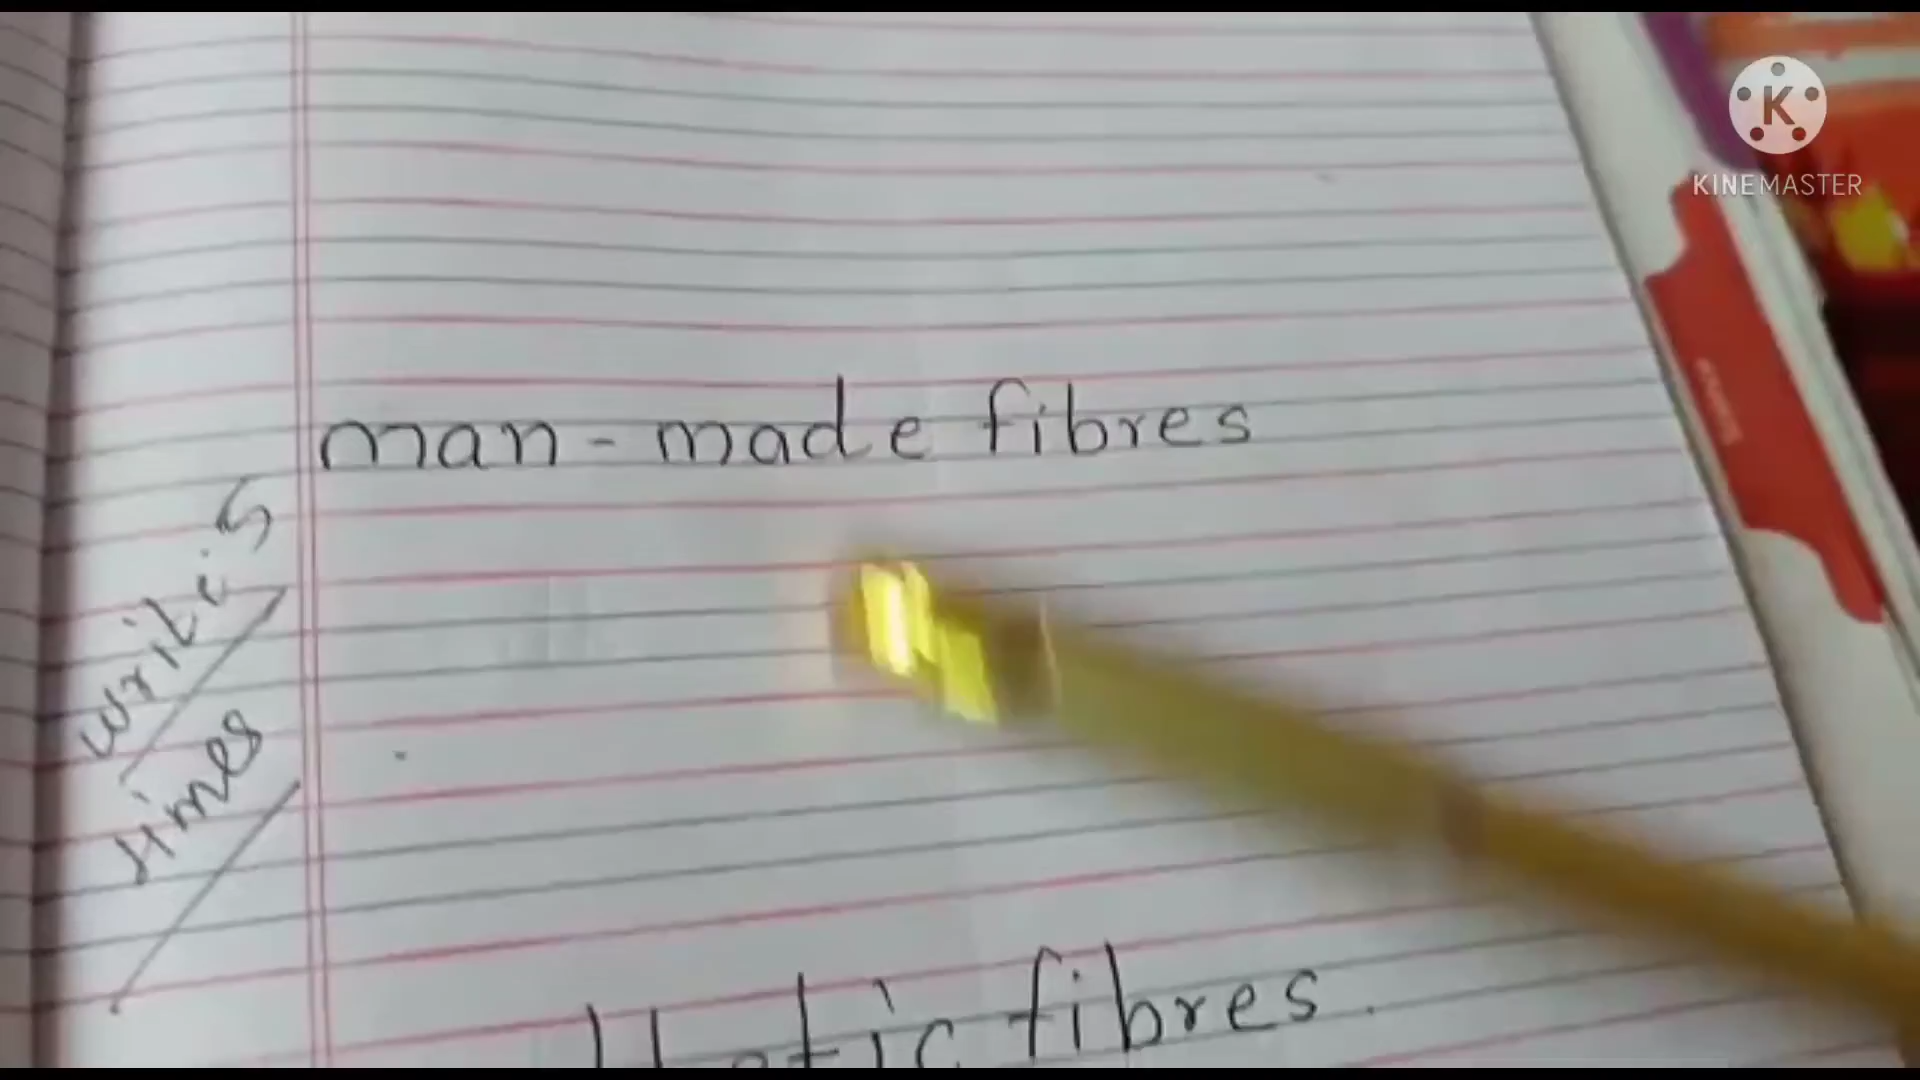 KINEMASTER
man-made fibres
write 5
times
fibres.